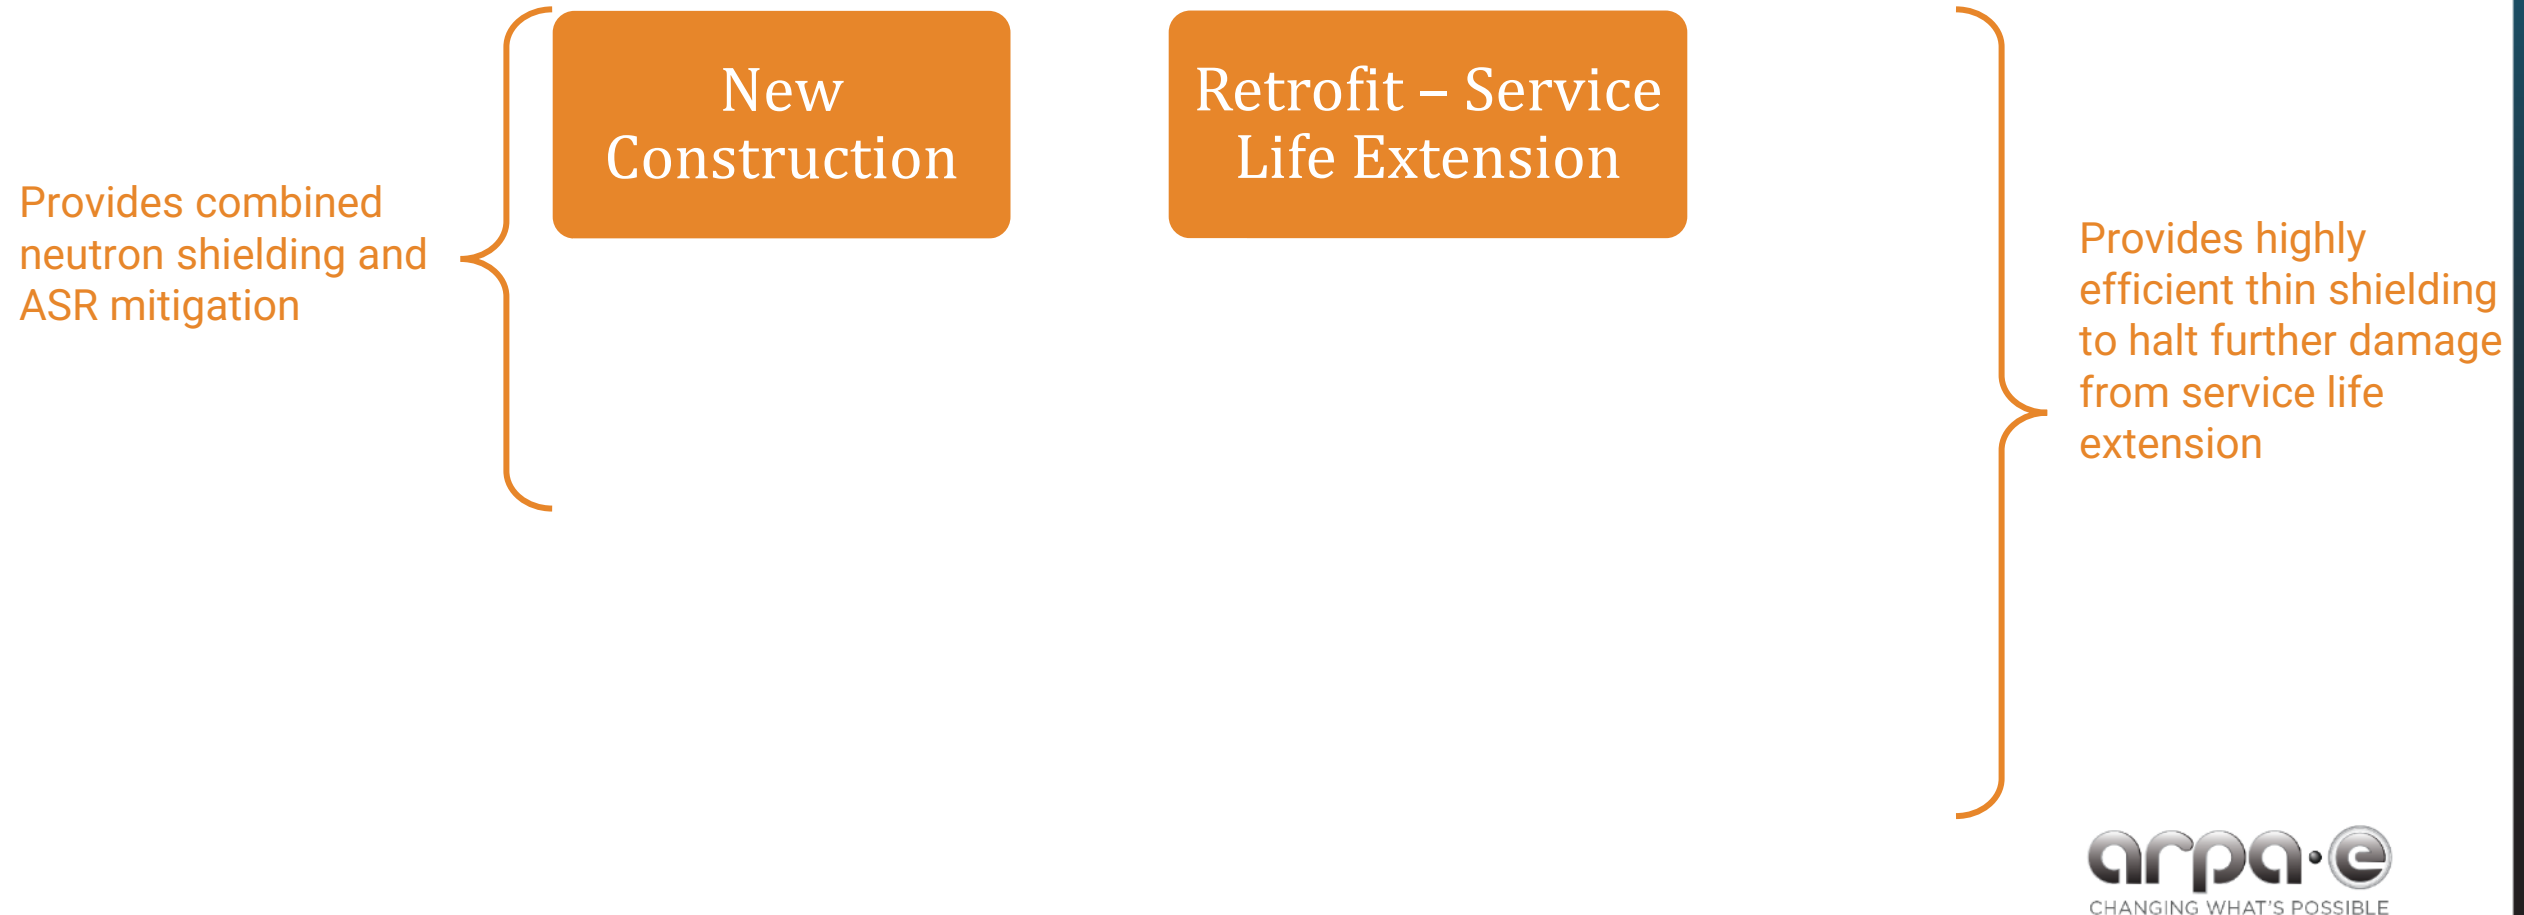 Provides combined
neutron shielding and
ASR mitigation
New
Construction
Retrofit – Service
Life Extension
Provides highly
efficient thin shielding
to halt further damage
from service life
extension
arpa·e
CHANGING WHAT'S POSSIBLE